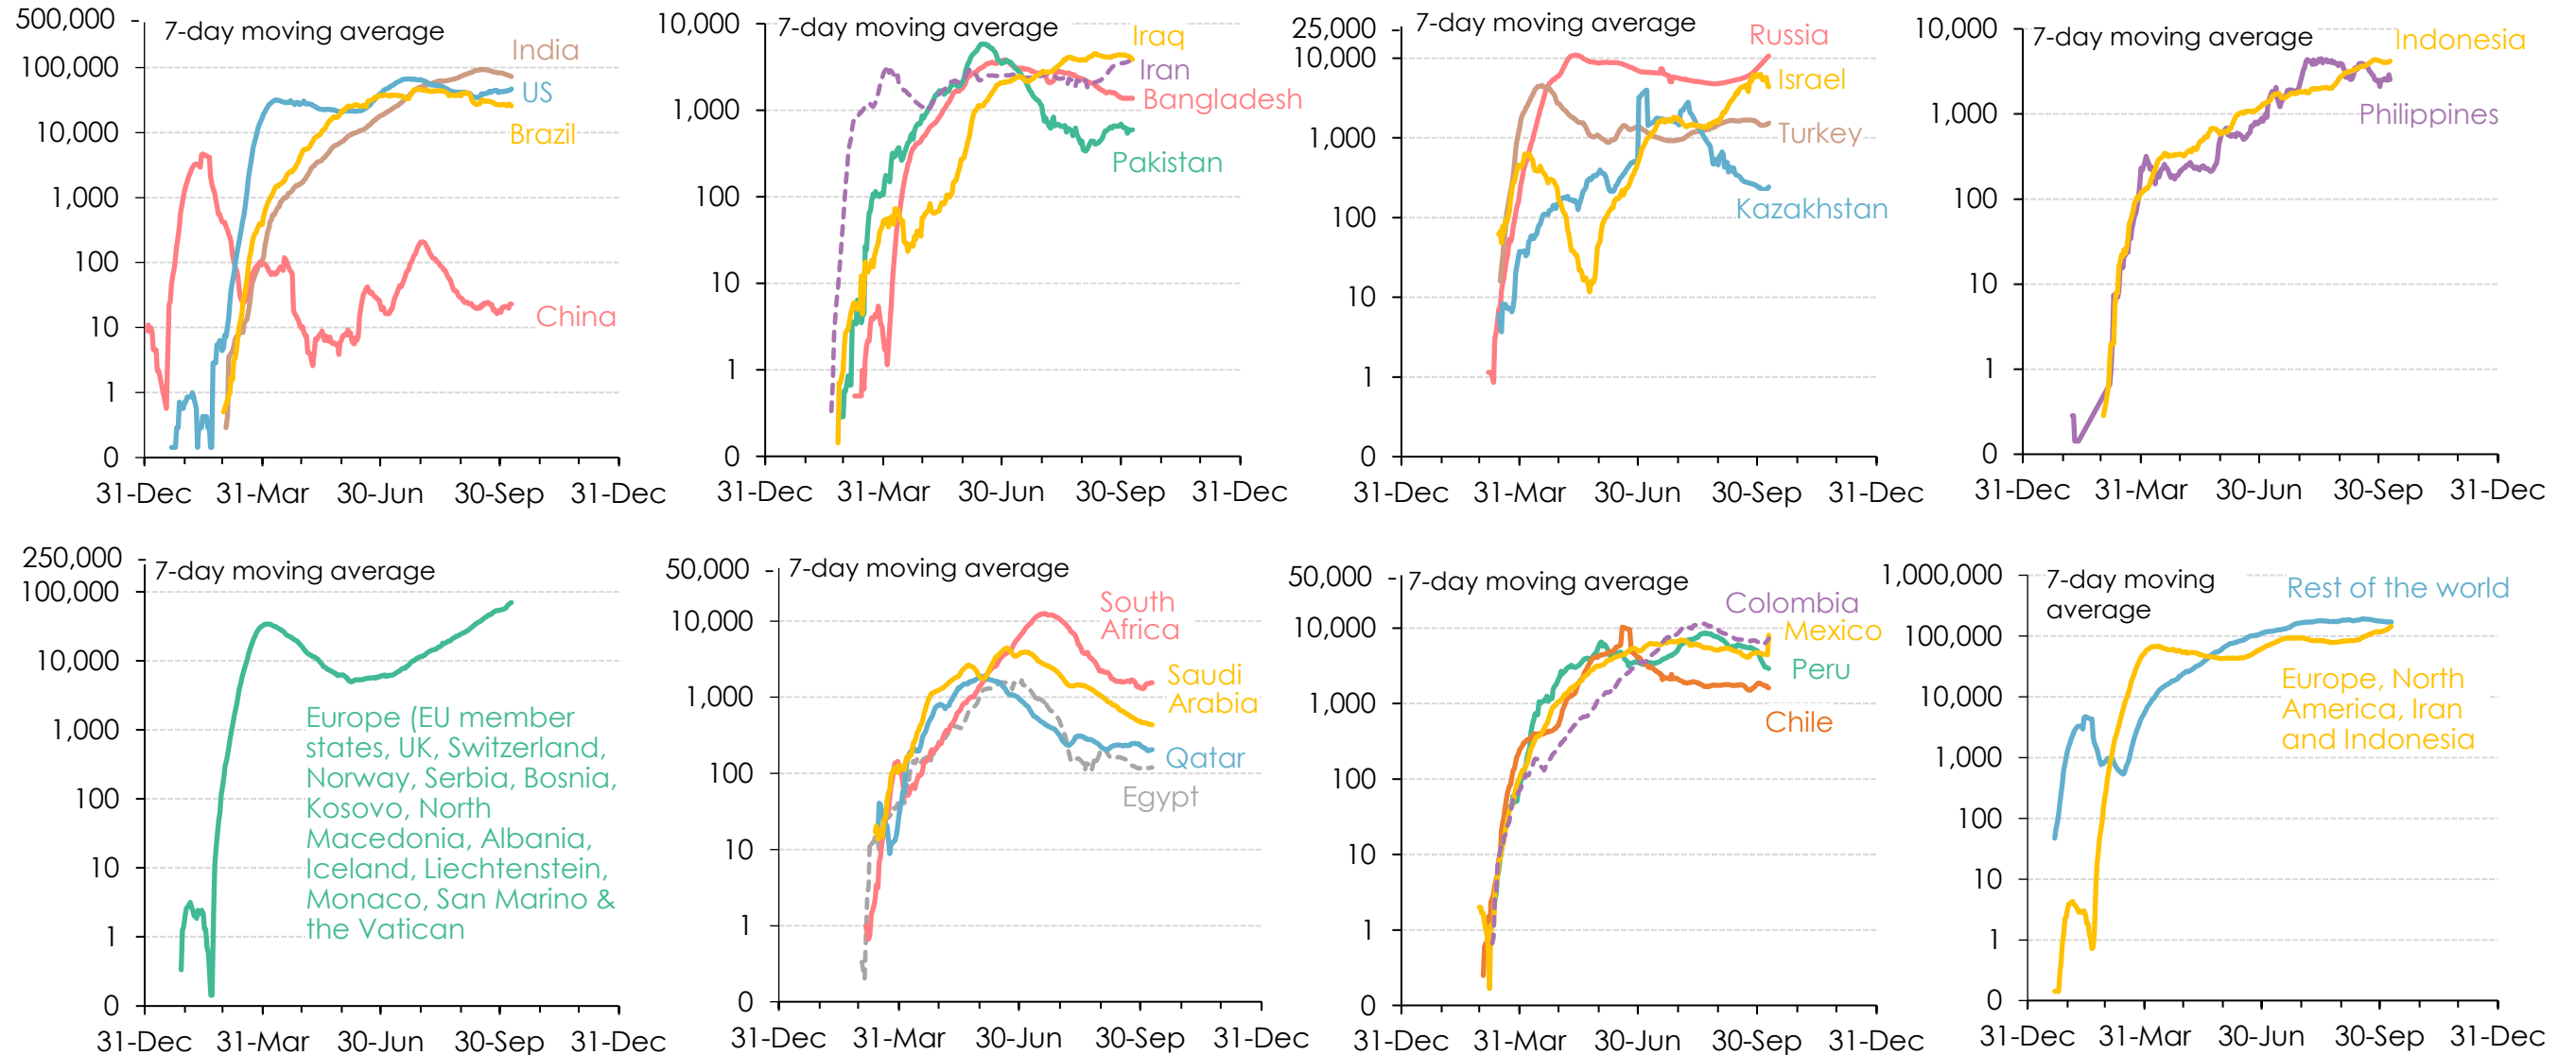 500,000
100,000
10,000
1,000
100
10
1
0
7-day moving average
India
US
Brazil
China
31-Dec 31-Mar 30-Jun 30-Sep 31-Dec
10,000
1,000
100
10
1
0
7-day moving average
Iraq
Iran
Bangladesh
Pakistan
31-Dec 31-Mar 30-Jun 30-Sep 31-Dec
25,000
10,000
1,000
100
10
1
0
7-day moving average
Russia
Israel
Turkey
Kazakhstan
31-Dec 31-Mar 30-Jun 30-Sep 31-Dec
10,000
1,000
100
10
1
0
7-day moving average
Indonesia
Philippines
31-Dec 31-Mar 30-Jun 30-Sep 31-Dec
250,000
100,000
10,000
1,000
100
10
1
0
7-day moving average
Europe (EU member
states, UK, Switzerland,
Norway, Serbia, Bosnia,
Kosovo, North
Macedonia, Albania,
Iceland, Liechtenstein,
Monaco, San Marino &
the Vatican
31-Dec 31-Mar 30-Jun 30-Sep 31-Dec
50,000
10,000
1,000
100
10
1
0
7-day moving average
South
Africa
Saudi
Arabia
Qatar
Egypt
31-Dec 31-Mar 30-Jun 30-Sep 31-Dec
50,000
10,000
1,000
100
10
1
0
7-day moving average
Colombia
Mexico
Peru
Chile
31-Dec 31-Mar 30-Jun 30-Sep 31-Dec
1,000,000
100,000
10,000
1,000
100
10
1
0
7-day moving
average
Rest of the world
Europe, North
America, Iran
and Indonesia
31-Dec 31-Mar 30-Jun 30-Sep 31-Dec